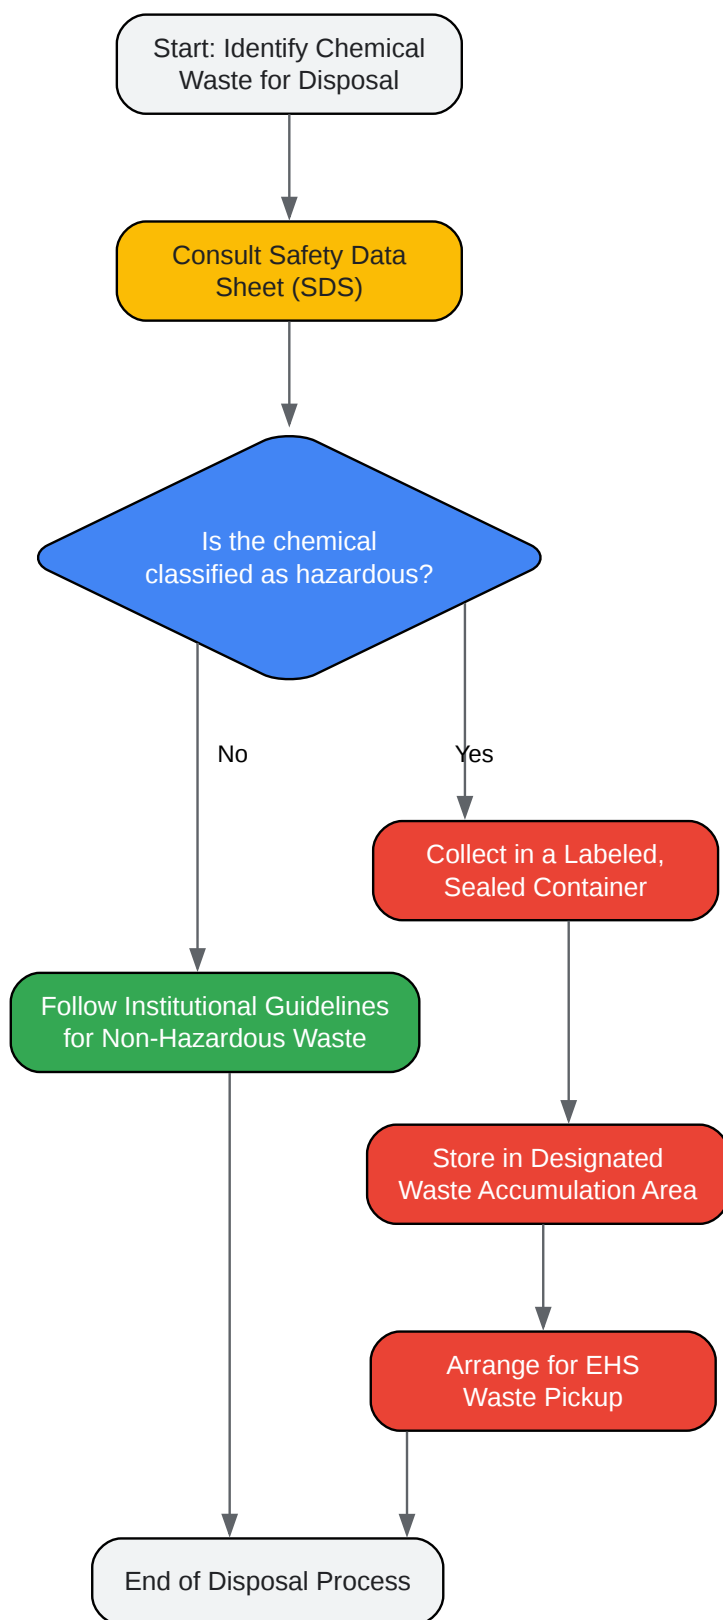 Start: Identify Chemical
Waste for Disposal
Consult Safety Data
Sheet (SDS)
Is the chemical
classified as hazardous?
No
Yes
Collect in a Labeled,
Sealed Container
Follow Institutional Guidelines
for Non-Hazardous Waste
Store in Designated
Waste Accumulation Area
Arrange for EHS
Waste Pickup
End of Disposal Process